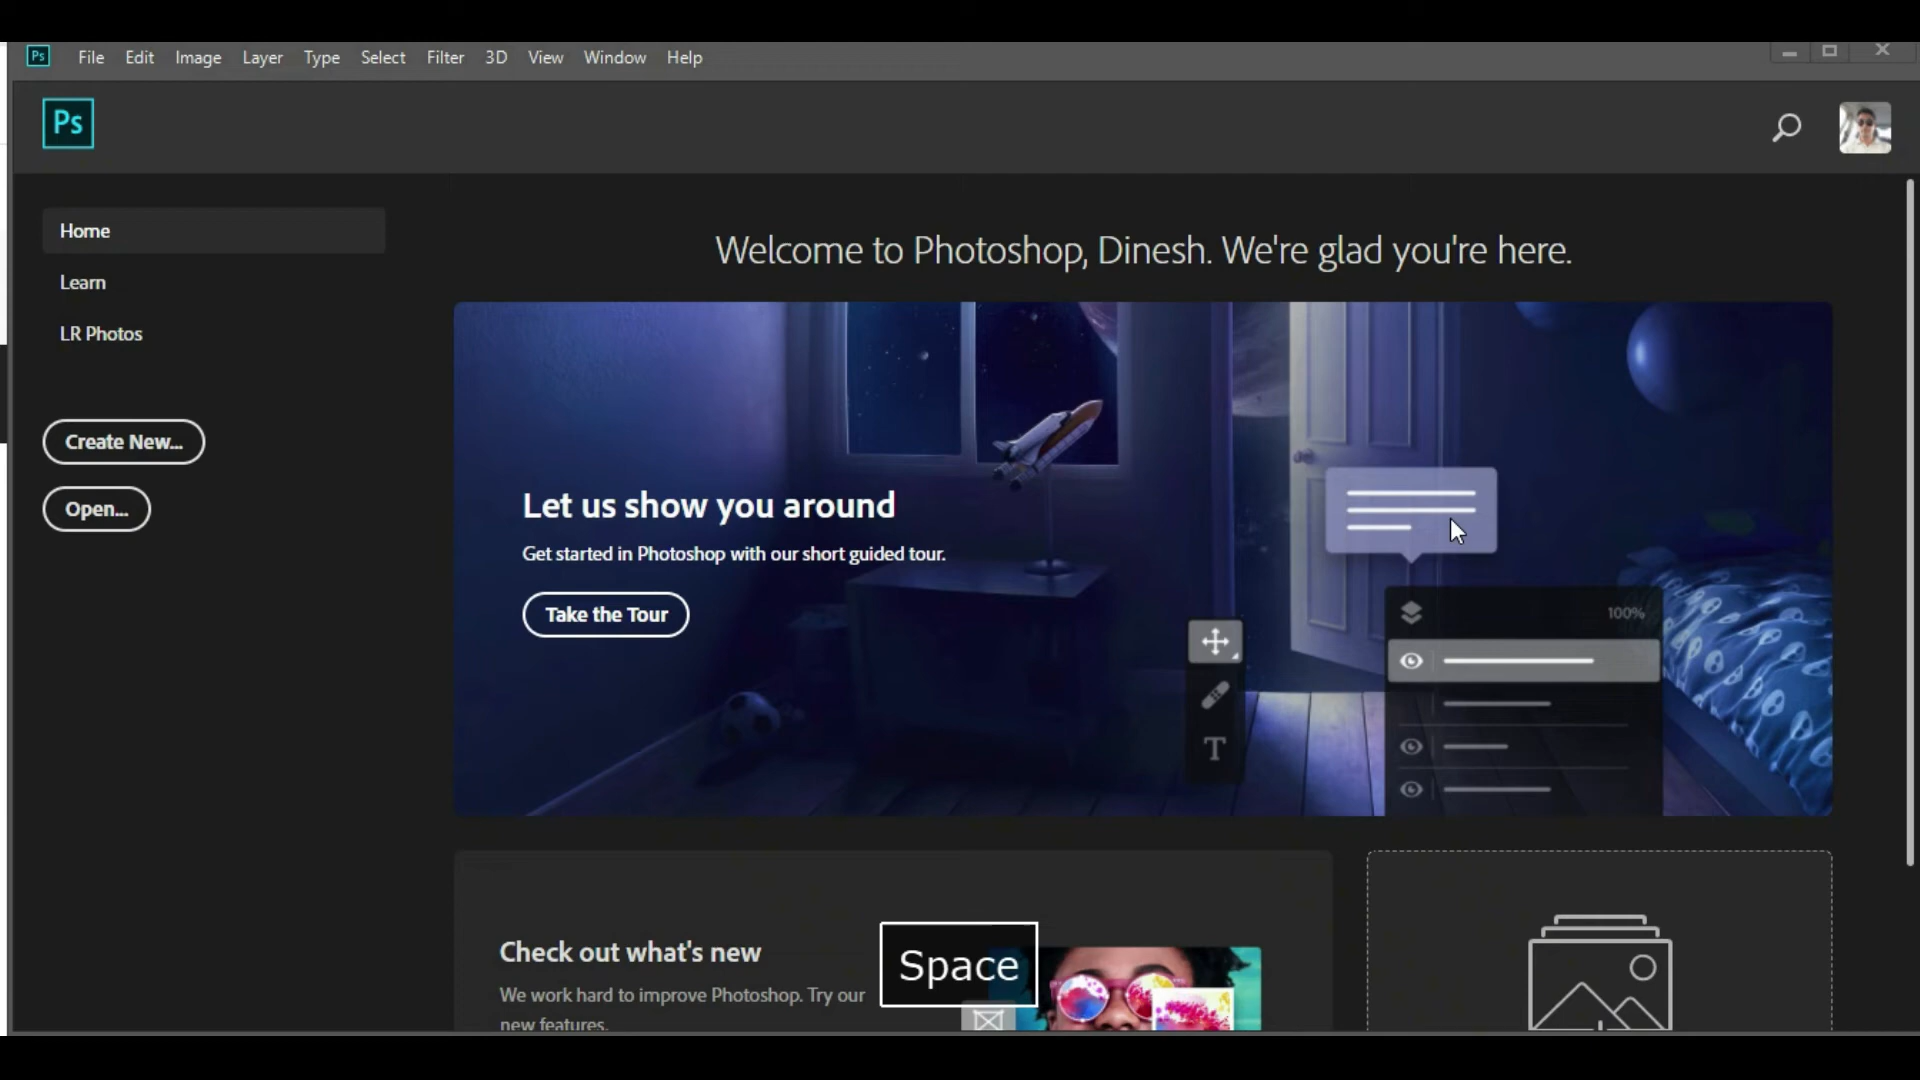 Ps File Edit Image Layer Type Select Filter 3D View Window Help
Ps
Home
Learn
LR Photos
Create New...
Open...
Welcome to Photoshop, Dinesh. We're glad you're here.
Let us show you around
Get started in Photoshop with our short guided tour.
Take the Tour
100%
T
Check out what's new
We work hard to improve Photoshop. Try our
new features.
Space